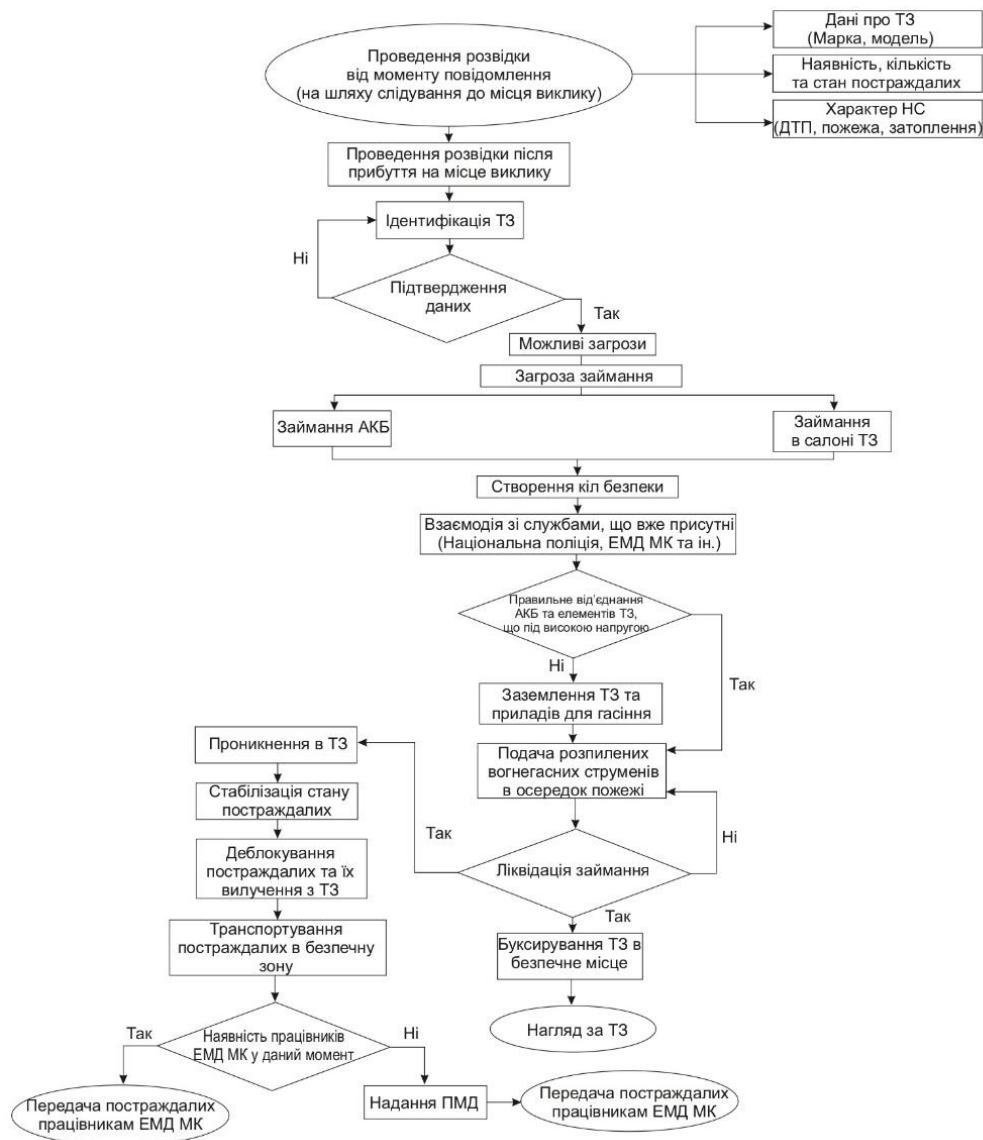 Проведення розвідки
від моменту повідомлення
(на шляху слідування до місця виклику)
Дані про ТЗ
(Марка, модель)
Наявність, кількість
та стан постраждалих
Характер НС
(ДТП, пожежа, затоплення)
Проведення розвідки після
прибуття на місце виклику
Ідентифікація ТЗ
Ні
Підтвердження
даних
Так
Можливі загрози
Загроза займання
Займання АКБ
Займання
в салоні ТЗ
Створення кіл безпеки
Взаємодія зі службами, що вже присутні
(Національна поліція, ЕМД МК та ін.)
Правильне від'єднання
АКБ та елементів ТЗ,
що під високою напругою
Ні
Так
Заземлення ТЗ та
приладів для гасіння
Проникнення в ТЗ
Подача розпилених
вогнегасних струменів
в осередок пожежі
Стабілізація стану
постраждалих
Так
Ні
Деблокування
постраждалих та їх
вилучення з ТЗ
Ліквідація займання
Так
Транспортування
постраждалих в безпечну
зону
Буксирування ТЗ в
безпечне місце
Нагляд за ТЗ
Так
Наявність працівників
ЕМД МК у даний момент
Ні
Передача постраждалих
працівникам ЕМД МК
Надання ПМД
Передача постраждалих
працівникам ЕМД МК